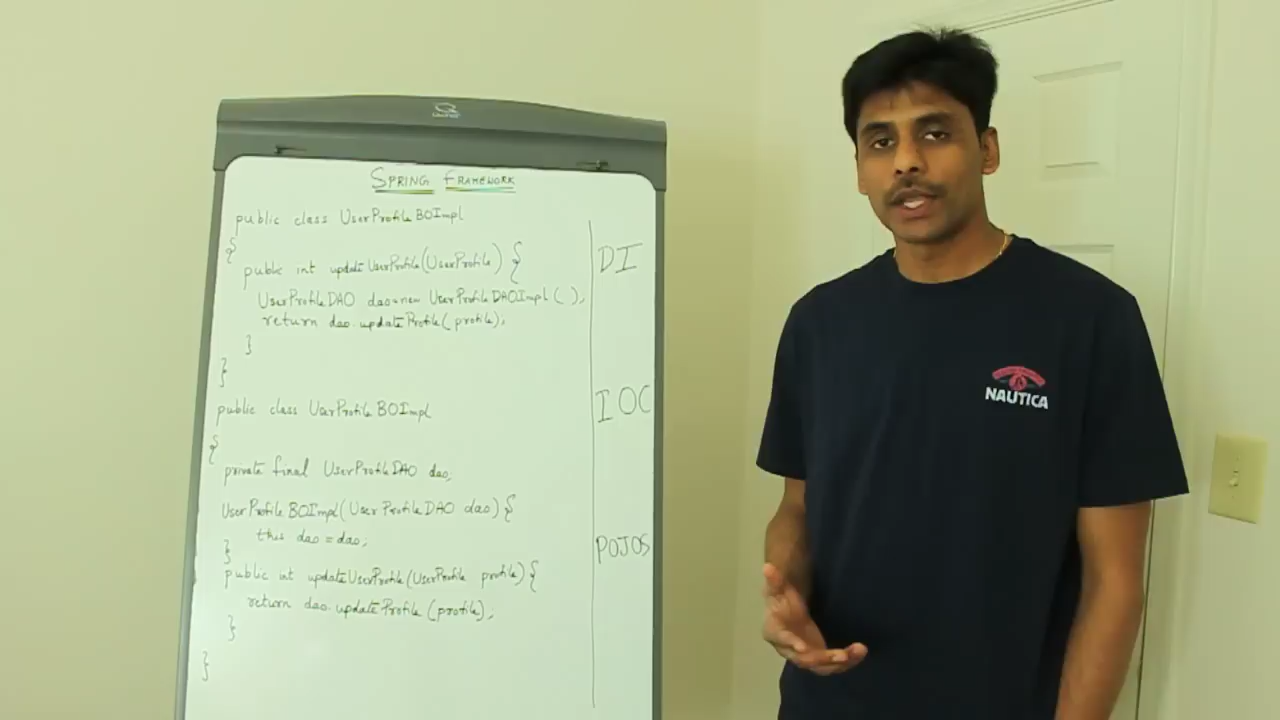 SPRING FRAMEWORK
public class UserProfileBOImpl
{
public int updateUserProfile(UserProfile) {
UserProfileDAO dao=new UserProfileDAOImpl( );
return dao.updateProfile(profile);
}
}
public class UserProfileBOImpl
{
private final UserProfileDAO dao;
UserProfileBOImpl(UserProfileDAO dao) {
this dao = dao;
}
public int updateUserProfile(UserProfile profile) {
return dao.updateProfile(profile);
}
}
DI
IOC
POJOS
NAUTICA